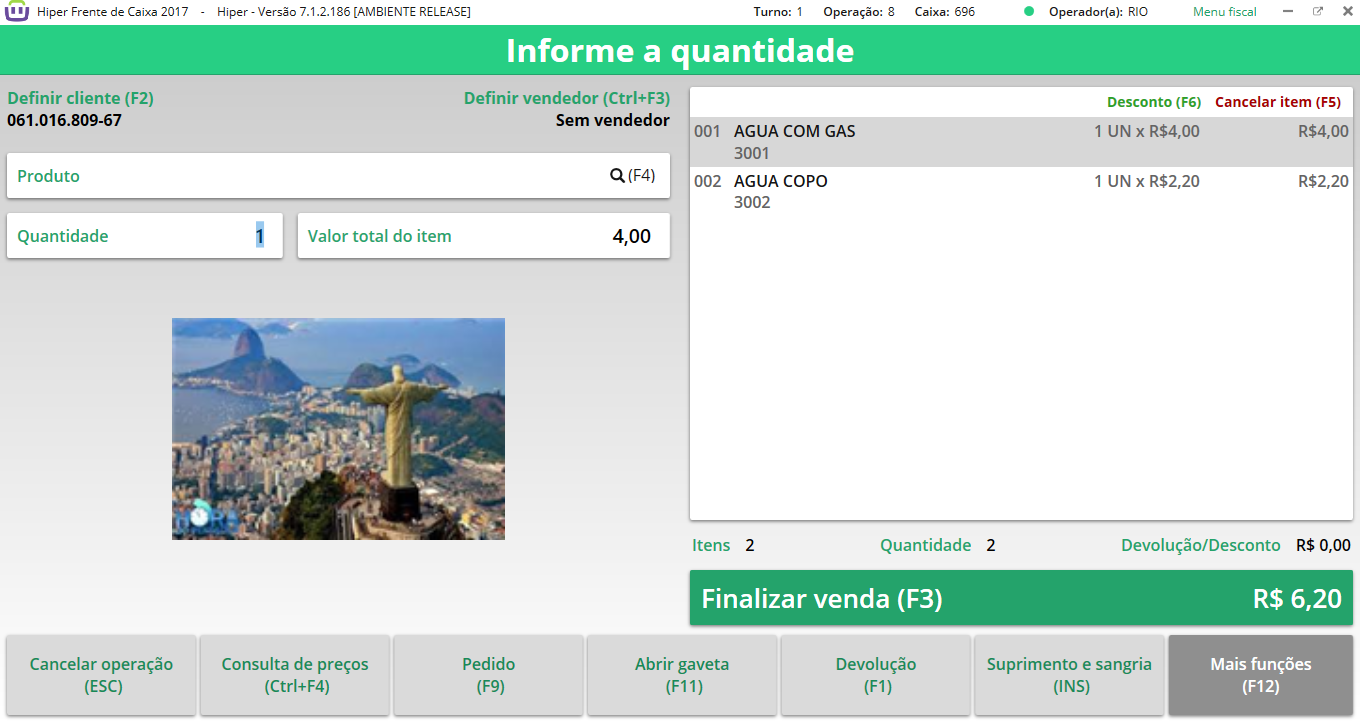 Hiper Frente de Caixa 2017 - Hiper - Versão 7.1.2.186 [AMBIENTE RELEASE] Turno: 1 Operação: 8 Caixa: 696 Operador(a): RIO Menu fiscal
Informe a quantidade
Definir cliente (F2) Definir vendedor (Ctrl+F3)
061.016.809-67 Sem vendedor
Produto (F4)
Quantidade 1 Valor total do item 4,00
HORA
Desconto (F6) Cancelar item (F5)
001 AGUA COM GAS 1 UN x R$4,00 R$4,00
3001
002 AGUA COPO 1 UN x R$2,20 R$2,20
3002
Itens 2 Quantidade 2 Devolução/Desconto R$ 0,00
Finalizar venda (F3) R$ 6,20
Cancelar operação
(ESC)
Consulta de preços
(Ctrl+F4)
Pedido
(F9)
Abrir gaveta
(F11)
Devolução
(F1)
Suprimento e sangria
(INS)
Mais funções
(F12)